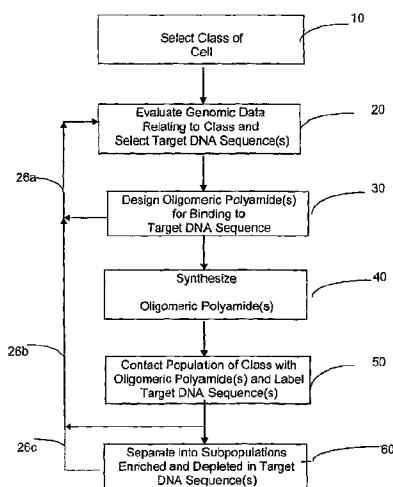 10
Select Class of
Cell
20
Evaluate Genomic Data
Relating to Class and
Select Target DNA Sequence(s)
26a
30
Design Oligomeric Polyamide(s)
for Binding to
Target DNA Sequence
40
Synthesize
Oligomeric Polyamide(s)
26b
50
Contact Population of Class with
Oligomeric Polyamide(s) and Label
Target DNA Sequence(s)
26c
60
Separate into Subpopulations
Enriched and Depleted in Target
DNA Sequence(s)